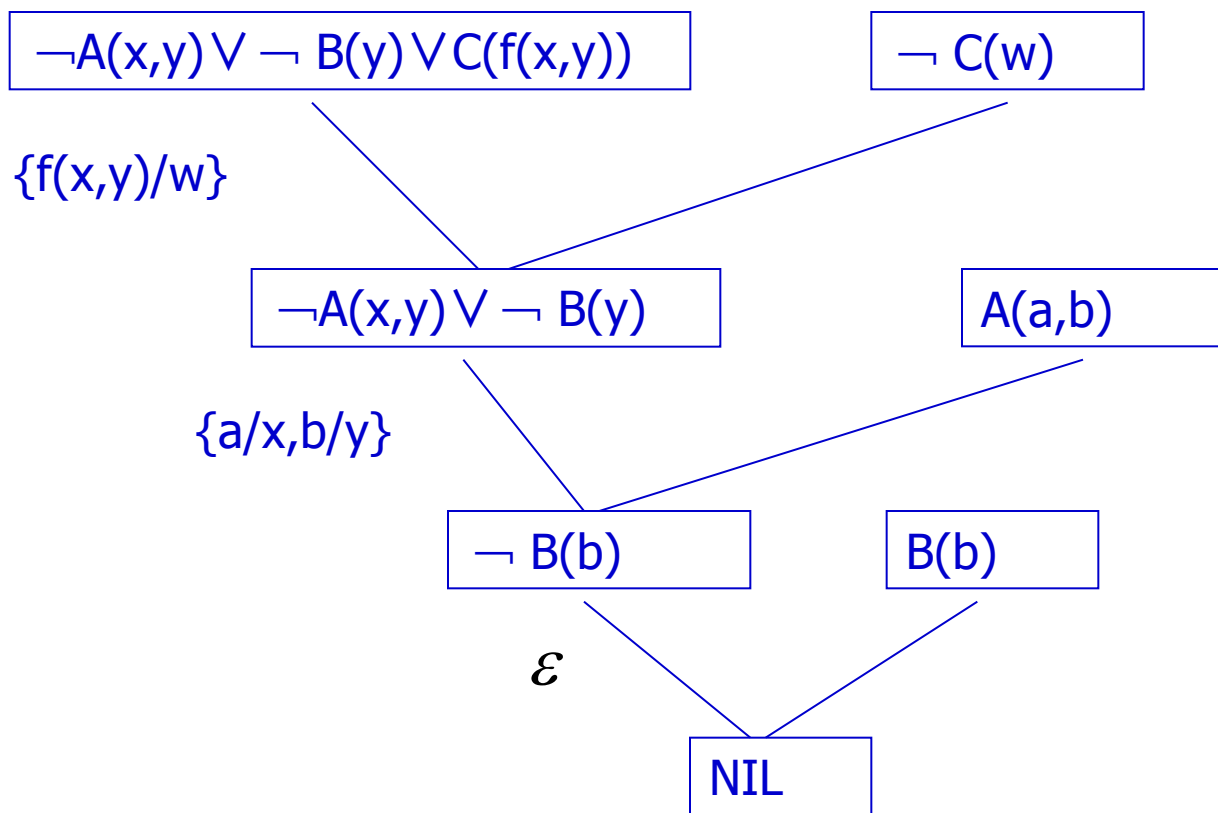 ¬A(x,y)∨¬ B(y)∨C(f(x,y))
¬ C(w)
{f(x,y)/w}
¬A(x,y)∨¬ B(y)
A(a,b)
{a/x,b/y}
¬ B(b)
B(b)
ε
NIL